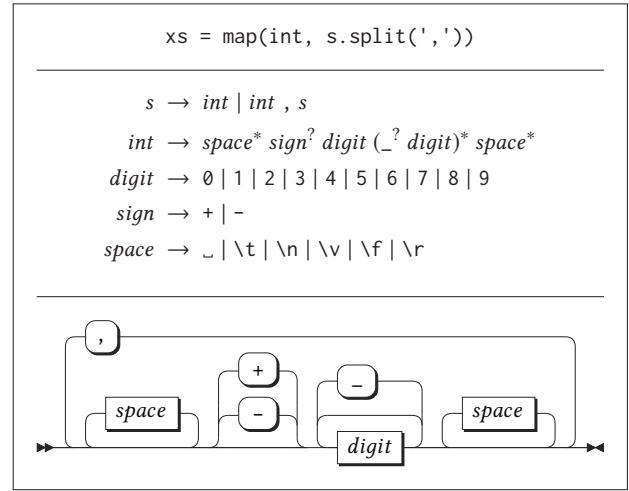 xs = map(int, s.split(','))
s → int | int , s
int → space* sign? digit (_? digit)* space*
digit → 0 | 1 | 2 | 3 | 4 | 5 | 6 | 7 | 8 | 9
sign → + | -
space → ␣ | \t | \n | \v | \f | \r
,
+ _
space - space
digit